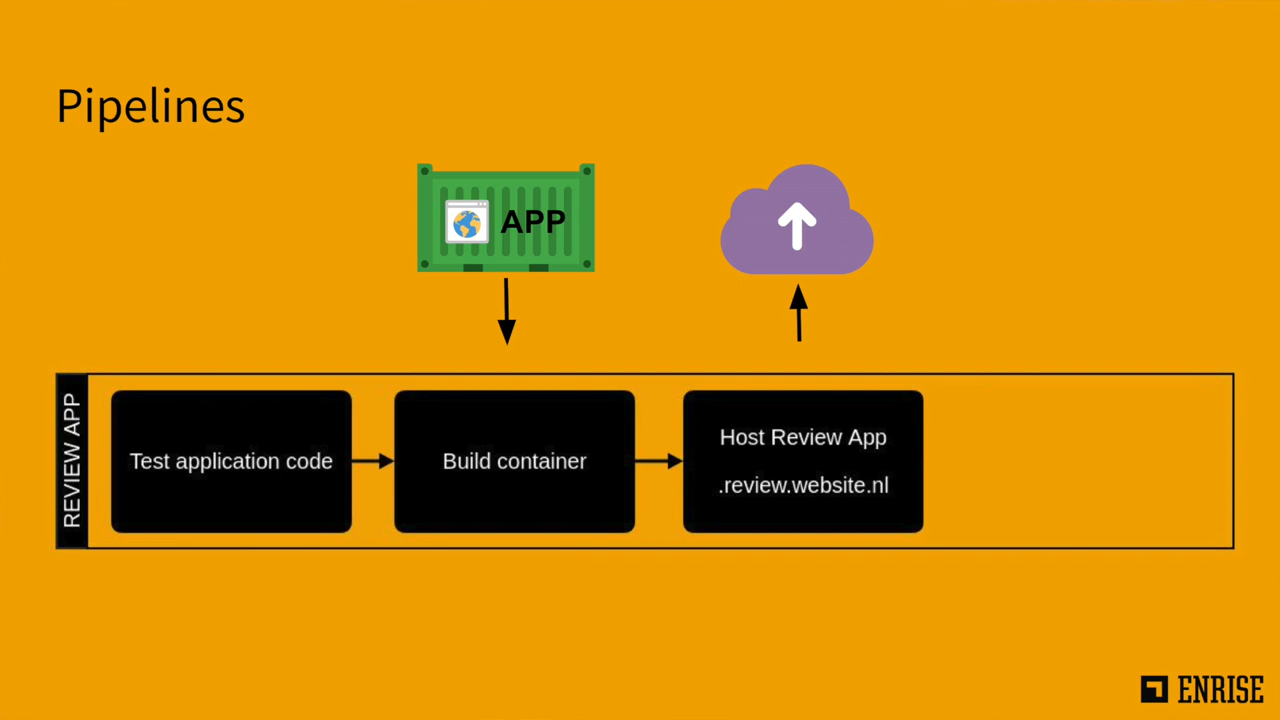 Pipelines
APP
REVIEW APP
Test application code
Build container
Host Review App
.review.website.nl
ENRISE